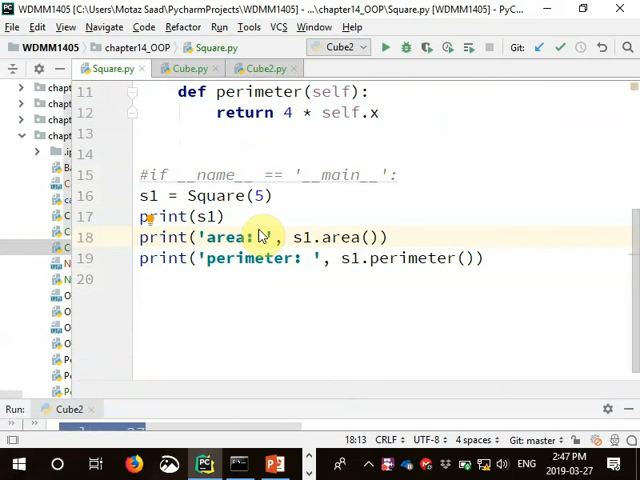 WDMM1405 [C:\Users\Motaz Saad\PycharmProjects\WDMM1405] - ...\chapter14_OOP\Square.py [WDMM1405] - PyC...
File Edit View Navigate Code Refactor Run Tools VCS Window Help
WDMM1405 chapter14_OOP Square.py Cube2 Git:
Square.py Cube.py Cube2.py
11 def perimeter(self):
12 return 4 * self.x
13
14
15 #if __name__ == '__main__':
16 s1 = Square(5)
17 print(s1)
18 print('area: ', s1.area())
19 print('perimeter: ', s1.perimeter())
20
chapt
chapt
chapt
.i
Run: Cube2
18:13 CRLF UTF-8 4 spaces Git: master
ENG 2:47 PM
2019-03-27